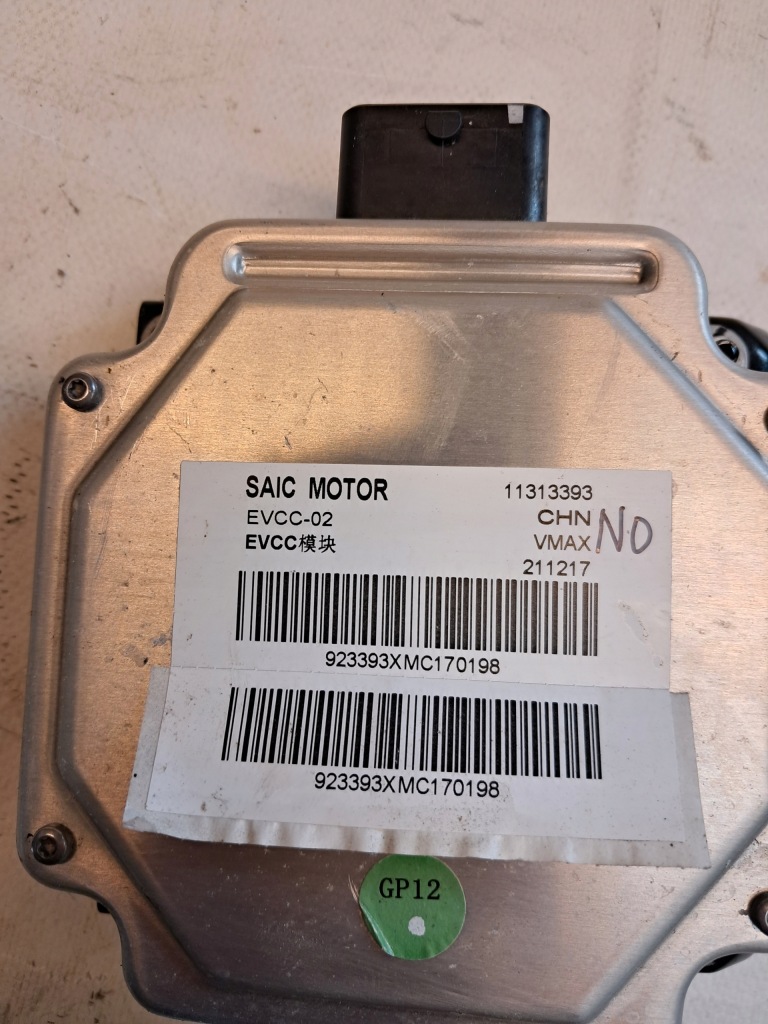 SAIC MOTOR 11313393
EVCC-02 CHN
EVCC模块 VMAX NO
211217
923393XMC170198
923393XMC170198
GP12